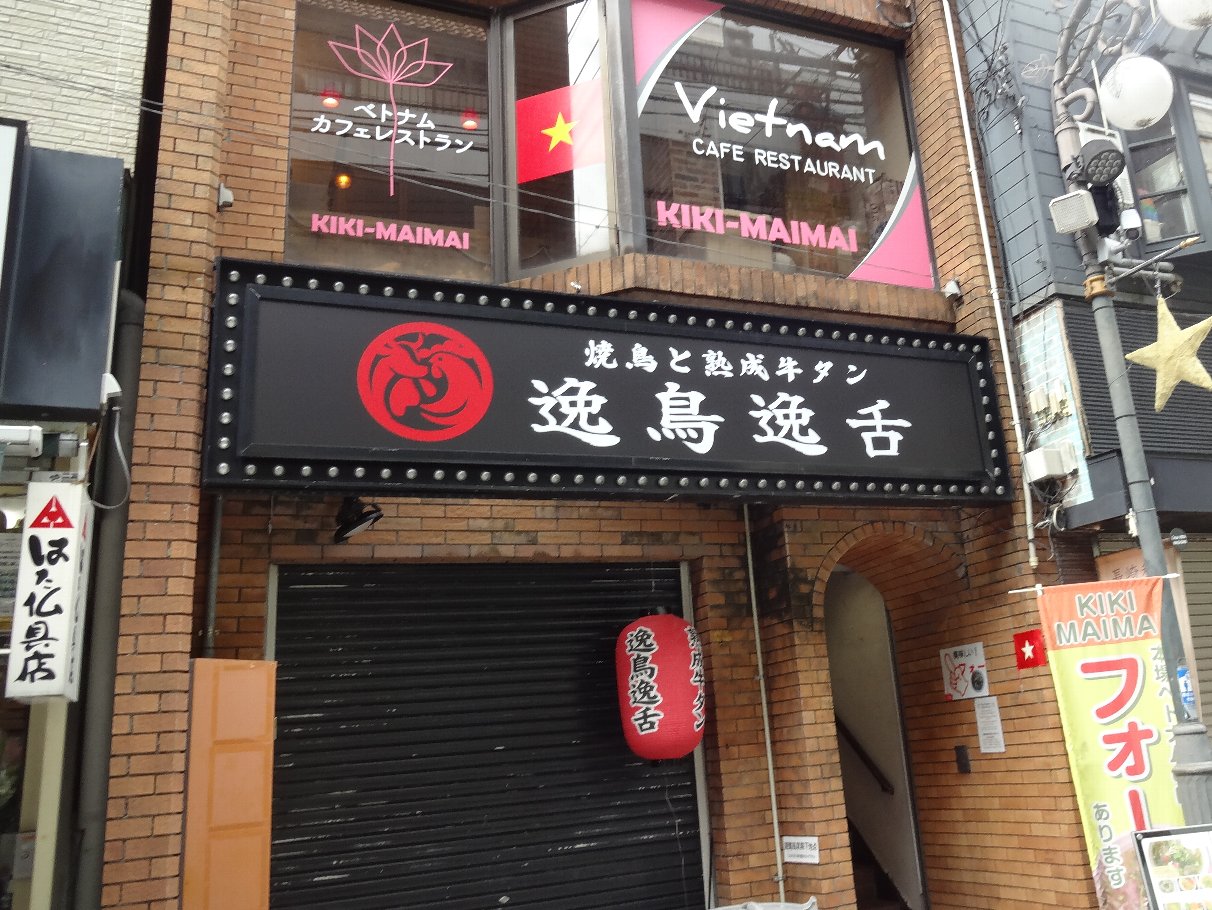 ベトナム
カフェレストラン
KIKI-MAIMAI
Vietnam
CAFE RESTAURANT
KIKI-MAIMAI
焼鳥と熟成牛タン
逸鳥逸舌
はた仏具店
逸鳥逸舌
熟成牛タン
KIKI
MAIMA
フォー
あります